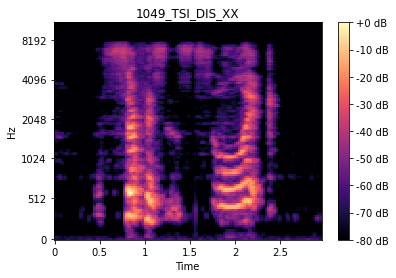 1049_TSI_DIS_XX
+0 dB
8192
-10 dB
4096
-20 dB
-30 dB
2048
-40 dB
Hz
1024
-50 dB
512
-60 dB
-70 dB
0
-80 dB
0 0.5 1 1.5 2 2.5
Time